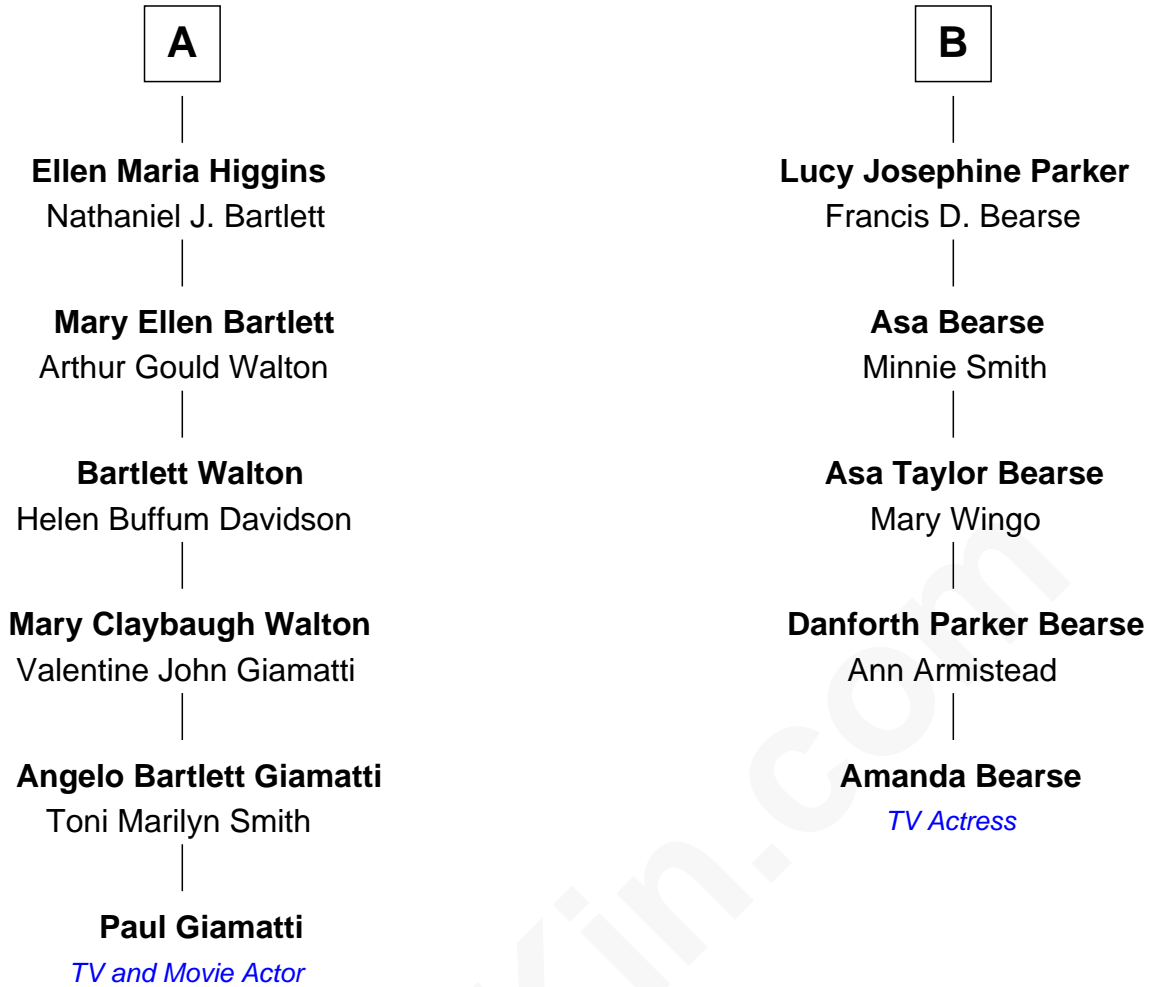 A
Ellen Maria Higgins
Nathaniel J. Bartlett
Mary Ellen Bartlett
Arthur Gould Walton
Bartlett Walton
Helen Buffum Davidson
Mary Claybaugh Walton
Valentine John Giamatti
Angelo Bartlett Giamatti
Toni Marilyn Smith
Paul Giamatti
TV and Movie Actor
B
Lucy Josephine Parker
Francis D. Bearse
Asa Bearse
Minnie Smith
Asa Taylor Bearse
Mary Wingo
Danforth Parker Bearse
Ann Armistead
Amanda Bearse
TV Actress
Kin.com